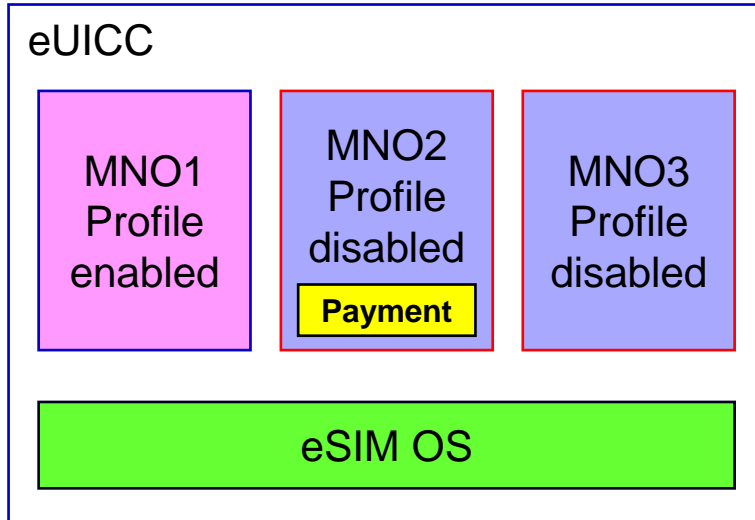 eUICC
MNO1
Profile
enabled
MNO2
Profile
disabled
Payment
MNO3
Profile
disabled
eSIM OS